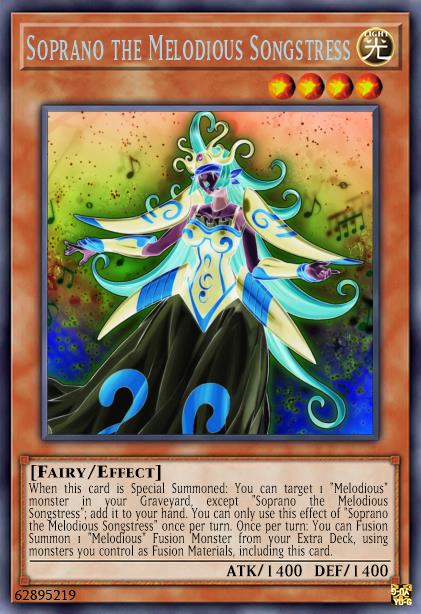 Soprano the Melodious Songstress
LIGHT
光
[Fairy/Effect]
When this card is Special Summoned: You can target 1 "Melodious"
monster in your Graveyard, except "Soprano the Melodious
Songstress"; add it to your hand. You can only use this effect of "Soprano
the Melodious Songstress" once per turn. Once per turn: You can Fusion
Summon 1 "Melodious" Fusion Monster from your Extra Deck, using
monsters you control as Fusion Materials, including this card.
ATK/1400 DEF/1400
62895219